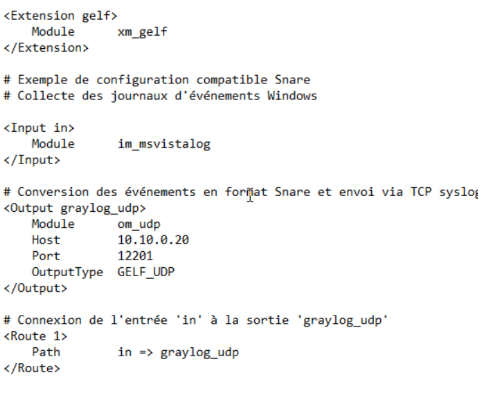 <Extension gelf>
    Module      xm_gelf
</Extension>

# Exemple de configuration compatible Snare
# Collecte des journaux d'événements Windows

<Input in>
    Module      im_msvistalog
</Input>

# Conversion des événements en format Snare et envoi via TCP syslog
<Output graylog_udp>
    Module      om_udp
    Host        10.10.0.20
    Port        12201
    OutputType  GELF_UDP
</Output>

# Connexion de l'entrée 'in' à la sortie 'graylog_udp'
<Route 1>
    Path        in => graylog_udp
</Route>